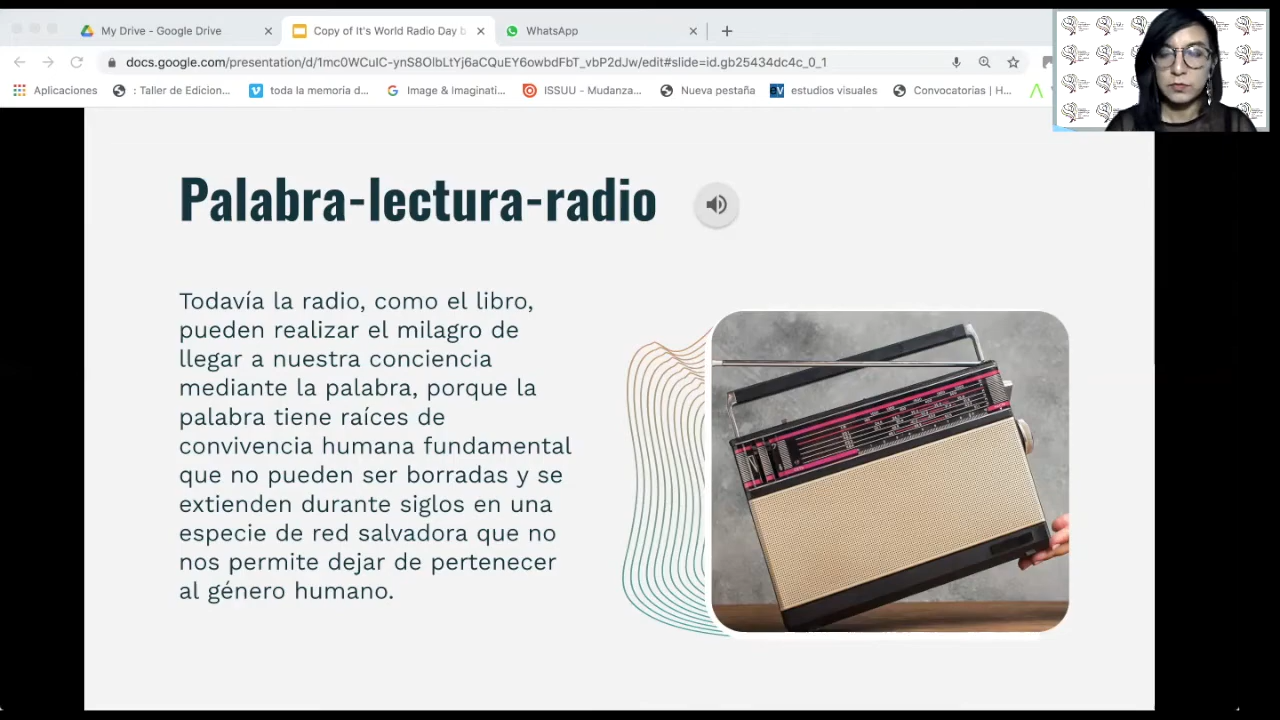 My Drive - Google Drive
Copy of It's World Radio Day b
WhatsApp
docs.google.com/presentation/d/1mc0WCuIC-ynS8OlbLtYj6aCQuEY6owbdFbT_vbP2dJw/edit#slide=id.gb25434dc4c_0_1
Aplicaciones
: Taller de Edicion...
toda la memoria d...
Image & Imaginati...
ISSUU - Mudanza...
Nueva pestaña
eV estudios visuales
Convocatorias | H...
Palabra-lectura-radio
Todavía la radio, como el libro,
pueden realizar el milagro de
llegar a nuestra conciencia
mediante la palabra, porque la
palabra tiene raíces de
convivencia humana fundamental
que no pueden ser borradas y se
extienden durante siglos en una
especie de red salvadora que no
nos permite dejar de pertenecer
al género humano.